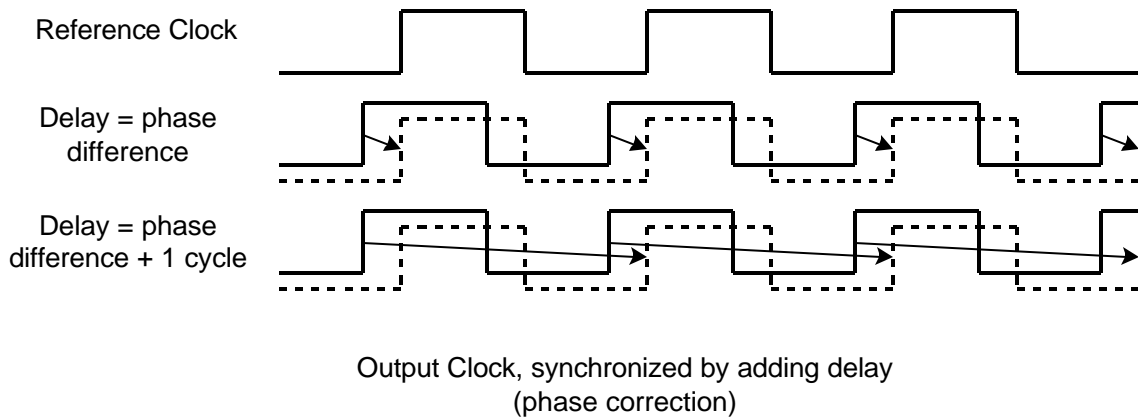 Reference Clock
Delay = phase
difference
Delay = phase
difference + 1 cycle
Output Clock, synchronized by adding delay
(phase correction)